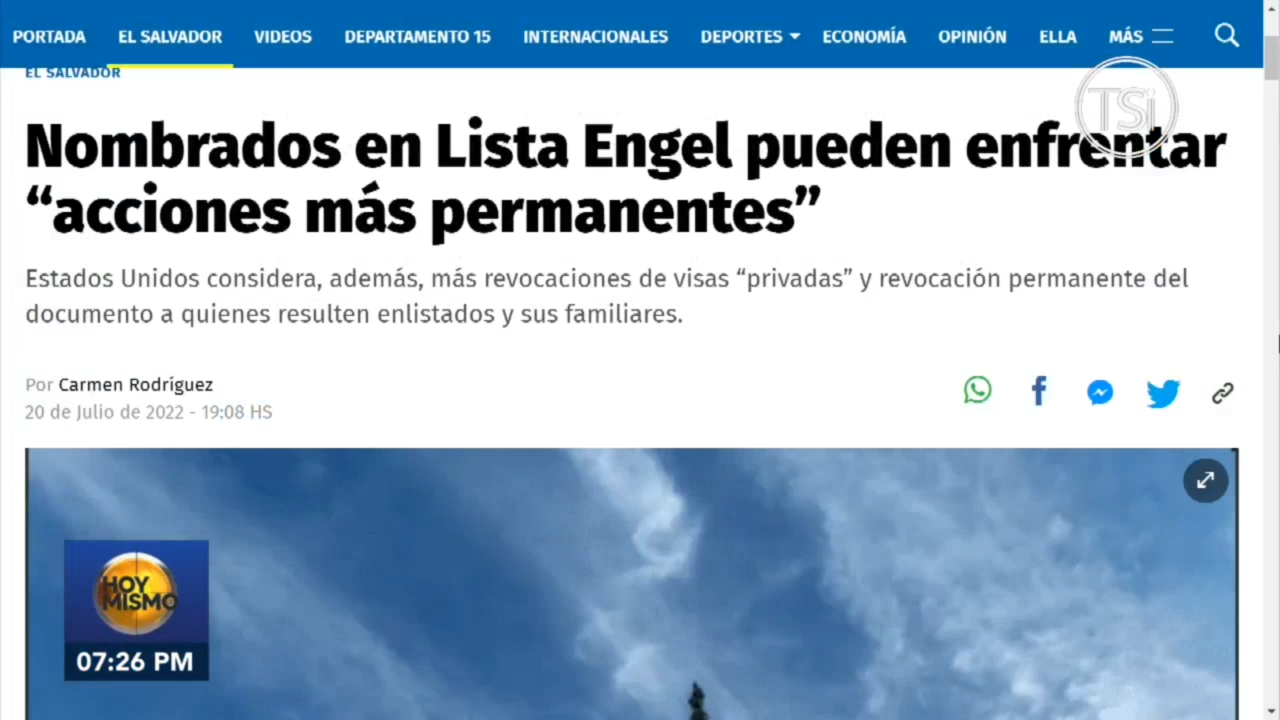 PORTADA EL SALVADOR VIDEOS DEPARTAMENTO 15 INTERNACIONALES DEPORTES ECONOMÍA OPINIÓN ELLA MÁS
EL SALVADOR
TSi
Nombrados en Lista Engel pueden enfrentar
“acciones más permanentes”
Estados Unidos considera, además, más revocaciones de visas “privadas” y revocación permanente del
documento a quienes resulten enlistados y sus familiares.
Por Carmen Rodríguez
20 de Julio de 2022 - 19:08 HS
HOY
MISMO
07:26 PM